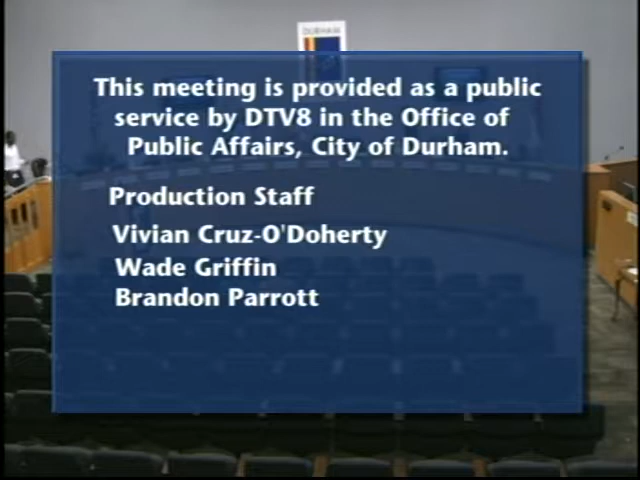 DURHAM
This meeting is provided as a public
service by DTV8 in the Office of
Public Affairs, City of Durham.
Production Staff
Vivian Cruz-O'Doherty
Wade Griffin
Brandon Parrott